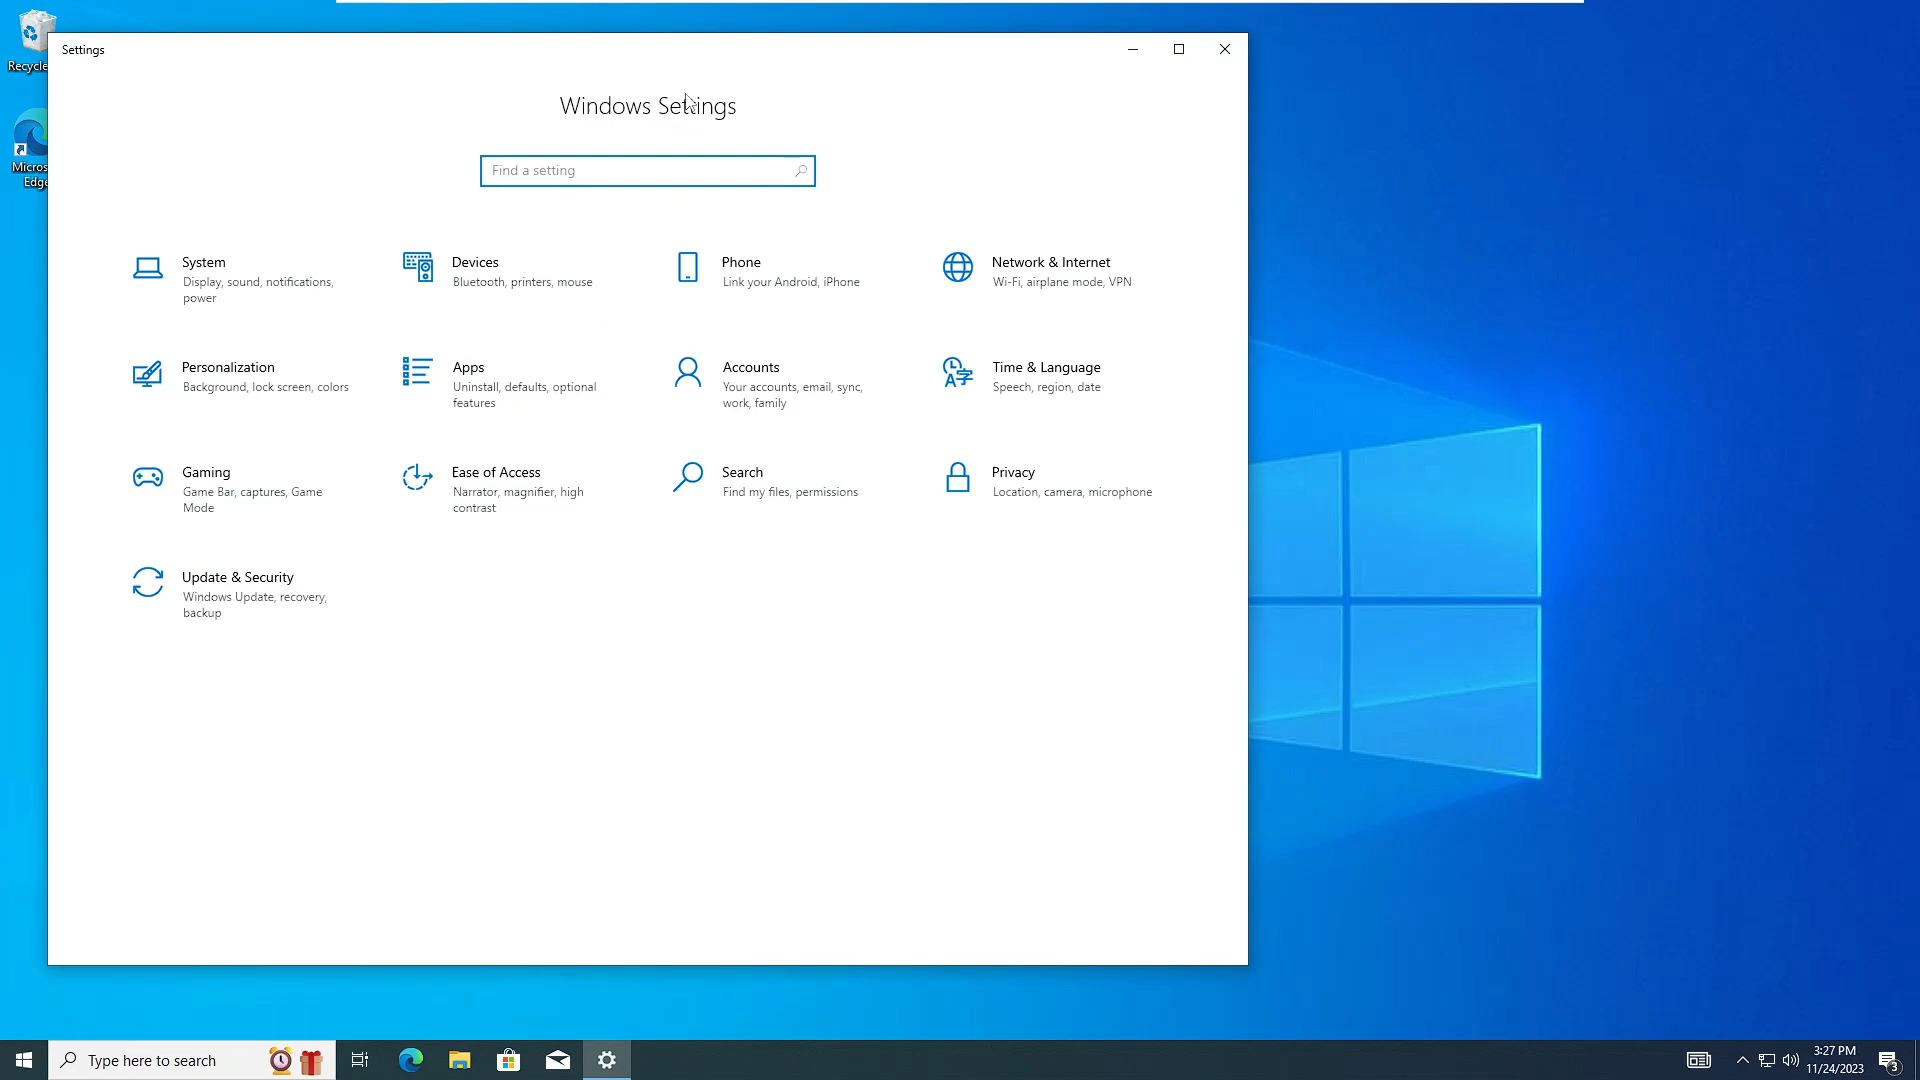 Settings
Windows Settings
Find a setting
System
Display, sound, notifications,
power
Devices
Bluetooth, printers, mouse
Phone
Link your Android, iPhone
Network & Internet
Wi-Fi, airplane mode, VPN
Personalization
Background, lock screen, colors
Apps
Uninstall, defaults, optional
features
Accounts
Your accounts, email, sync,
work, family
Time & Language
Speech, region, date
Gaming
Game Bar, captures, Game
Mode
Ease of Access
Narrator, magnifier, high
contrast
Search
Find my files, permissions
Privacy
Location, camera, microphone
Update & Security
Windows Update, recovery,
backup
Recycle
Micros
Edge
Type here to search
3:27 PM
11/24/2023
3